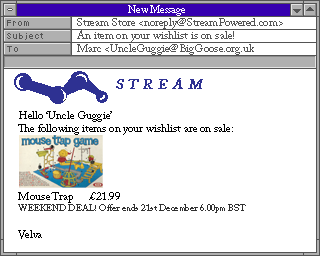 New Message
From Stream Store <noreply@StreamPowered.com>
Subject An item on your wishlist is on sale!
To Marc <UncleGuggie@BigGoose.org.uk
STREAM
Hello 'Uncle Guggie'
The following items on your wishlist are on sale:
mouse trap game
Mouse Trap £21.99
WEEKEND DEAL! Offer ends 21st December 6.00pm BST
Velva